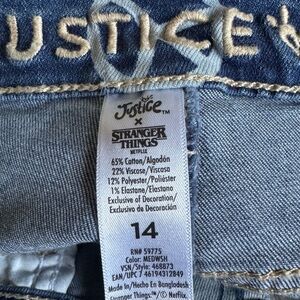 JUSTICE
Justice
X
STRANGER
THINGS
NETFLIX
65% Cotton/Algodón
22% Viscose/Viscosa
12% Polyester/Poliéster
1% Elastane/Elastano
Exclusive of Decoration/
Exclusivo de Decoración
14
RN# 59775
Color: MEDWSH
VSN/Style: 468873
EAN/UPC 7 46194312849
Made in/Hecho En Bangladesh
Stranger Things™/© Netflix.